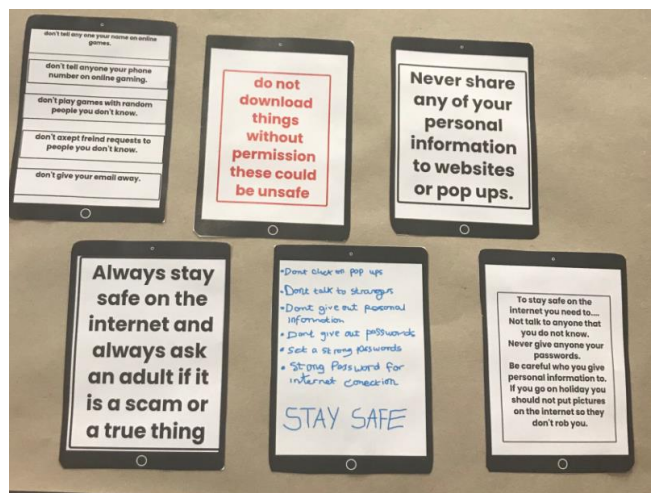 don't tell any one your name on online
games.
don't tell anyone your phone
number on online gaming.
don't play games with random
people you don't know.
don't axept freind requests to
people you don't know.
don't give your email away.
do not
download
things
without
permission
these could
be unsafe
Never share
any of your
personal
information
to websites
or pop ups.
Always stay
safe on the
internet and
always ask
an adult if it
is a scam or
a true thing
• Dont click on pop ups
• Dont talk to strangers
• Dont give out personal
information
• Dont give out passwords
• Set a strong passwords
• Strong Password for
internet conection
STAY SAFE
To stay safe on the
internet you need to....
Not talk to anyone that
you do not know.
Never give anyone your
passwords.
Be careful who you give
personal information to.
If you go on holiday you
should not put pictures
on the internet so they
don't rob you.